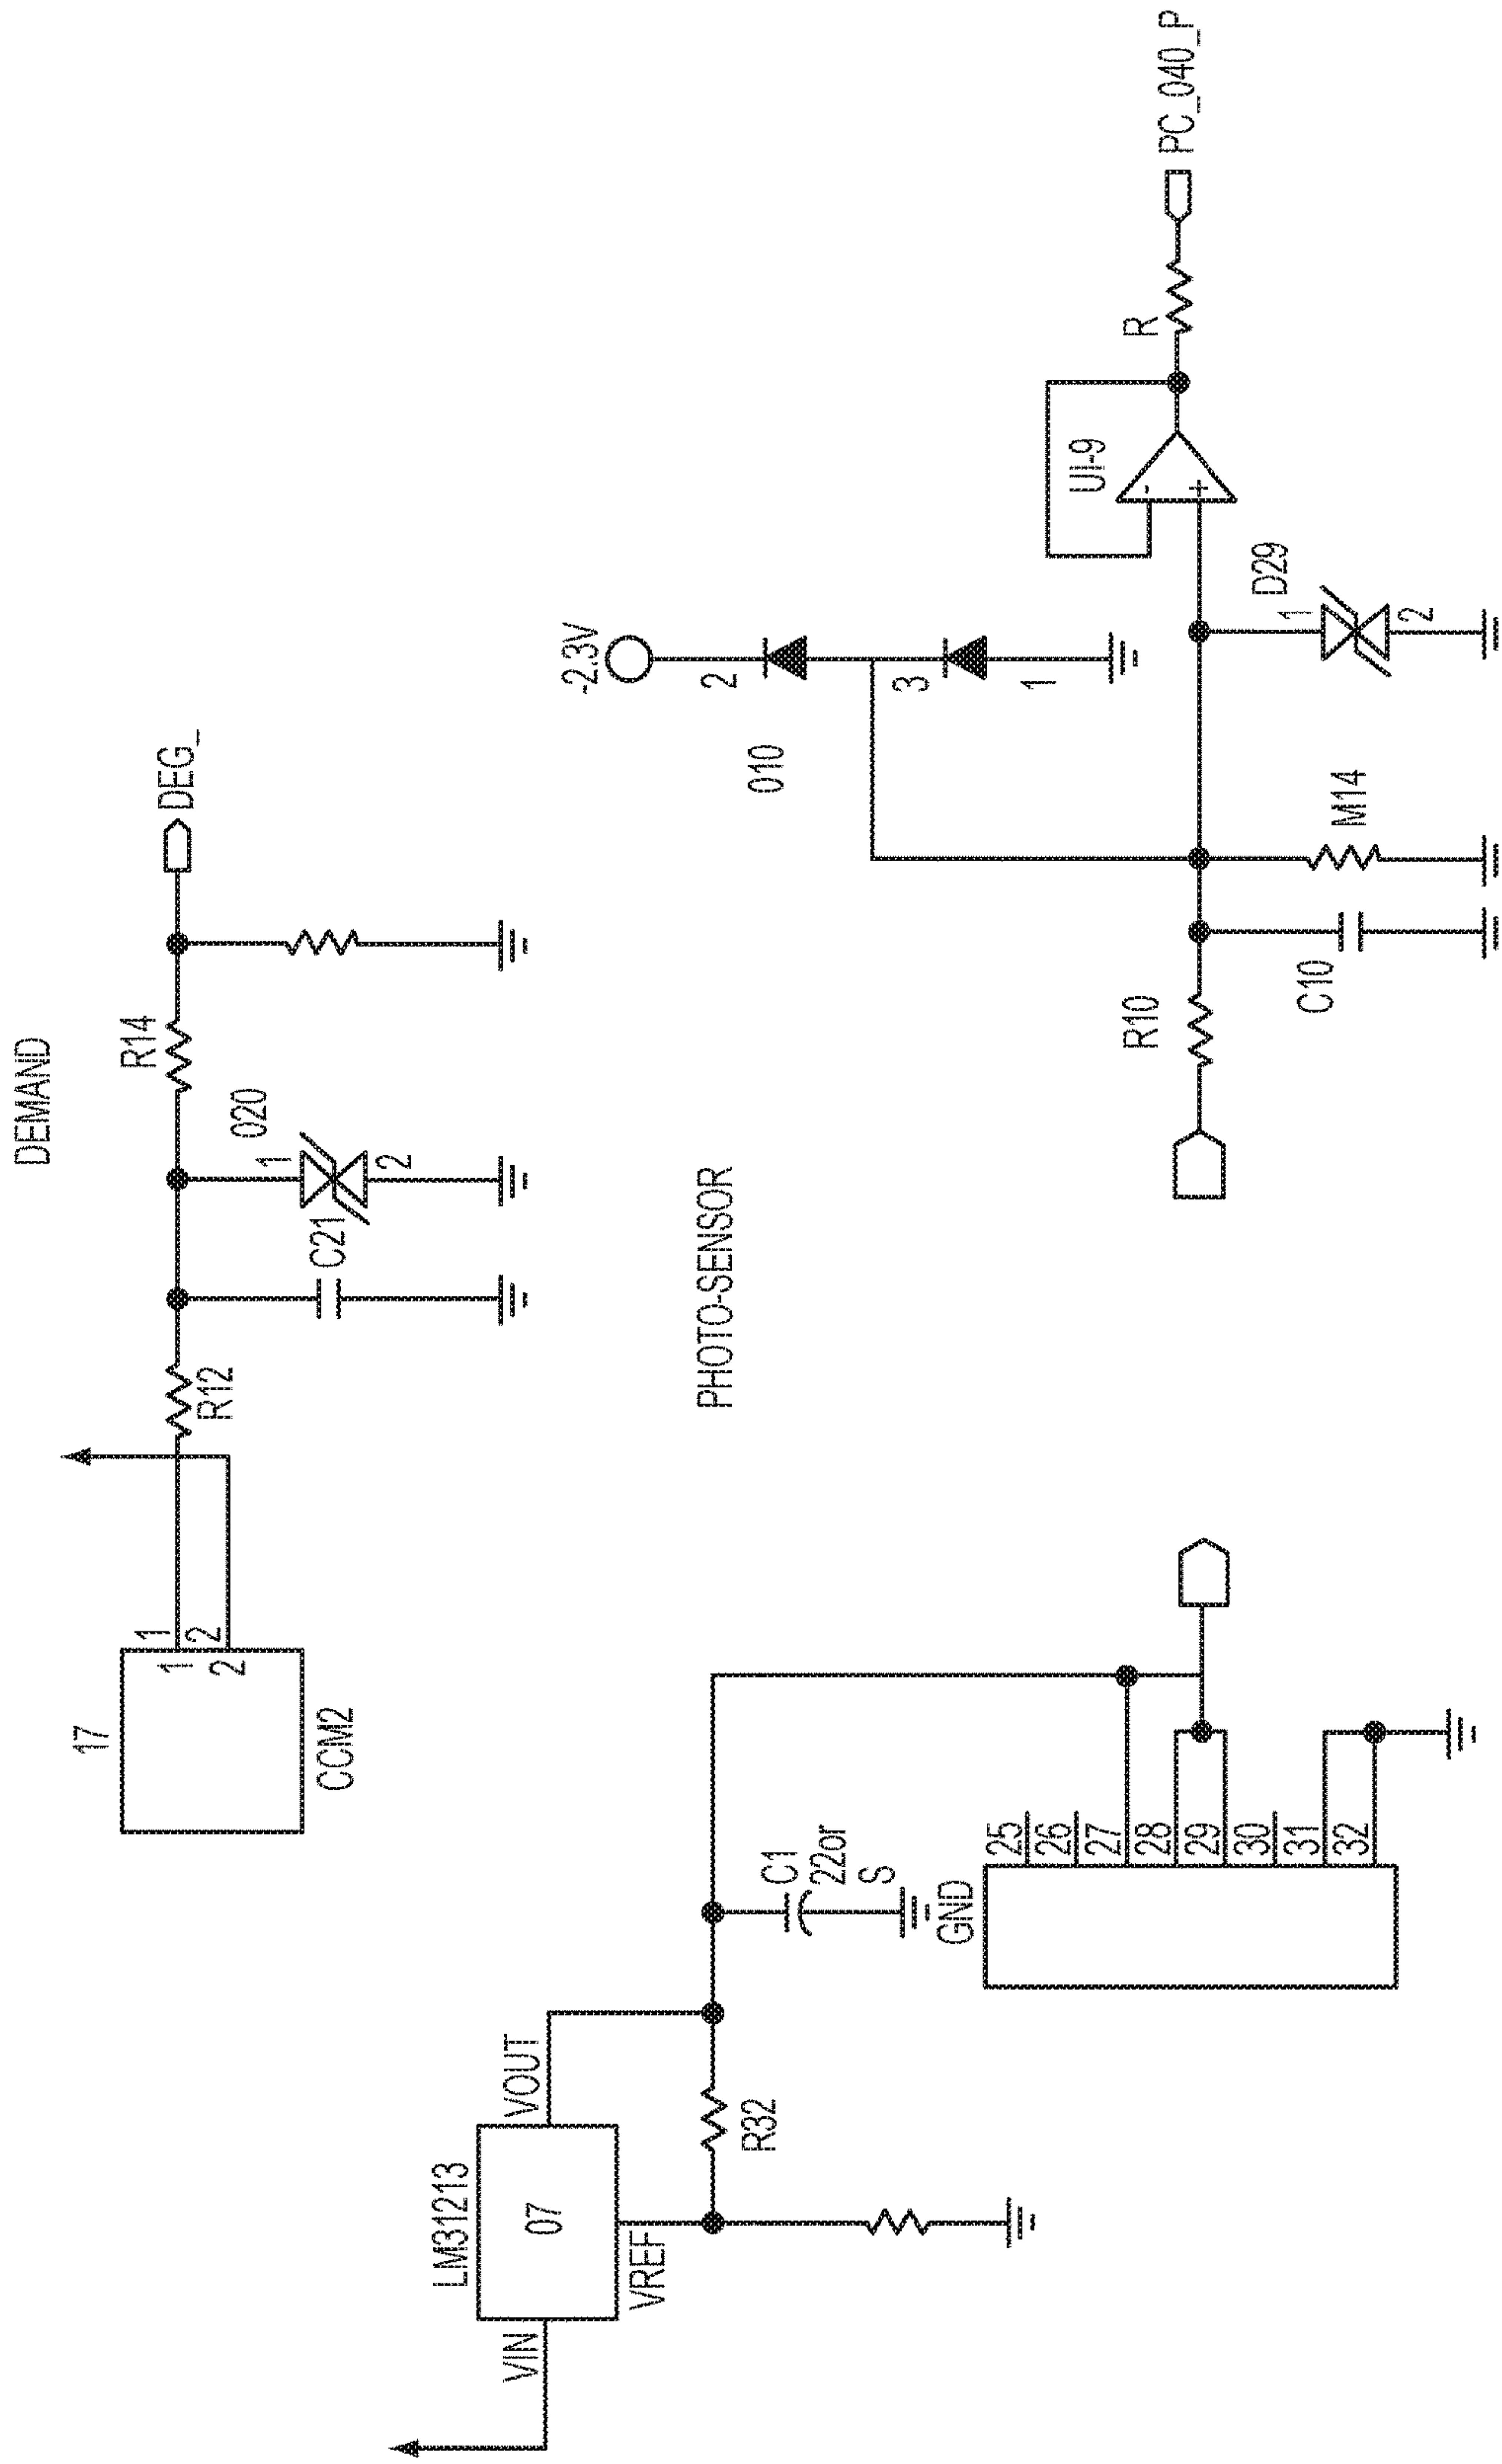 DEMAND
17
1
1
2
2
CCM2
R12
C21
1
020
2
R14
DEG_
PHOTO-SENSOR
LM31213
VIN
07
VOUT
VREF
R32
C1
22or
S
GND
25
26
27
28
29
30
31
32
R10
C10
M14
010
-2.3V
2
3
1
D29
1
2
UI-9
-
+
R
PC_040_P